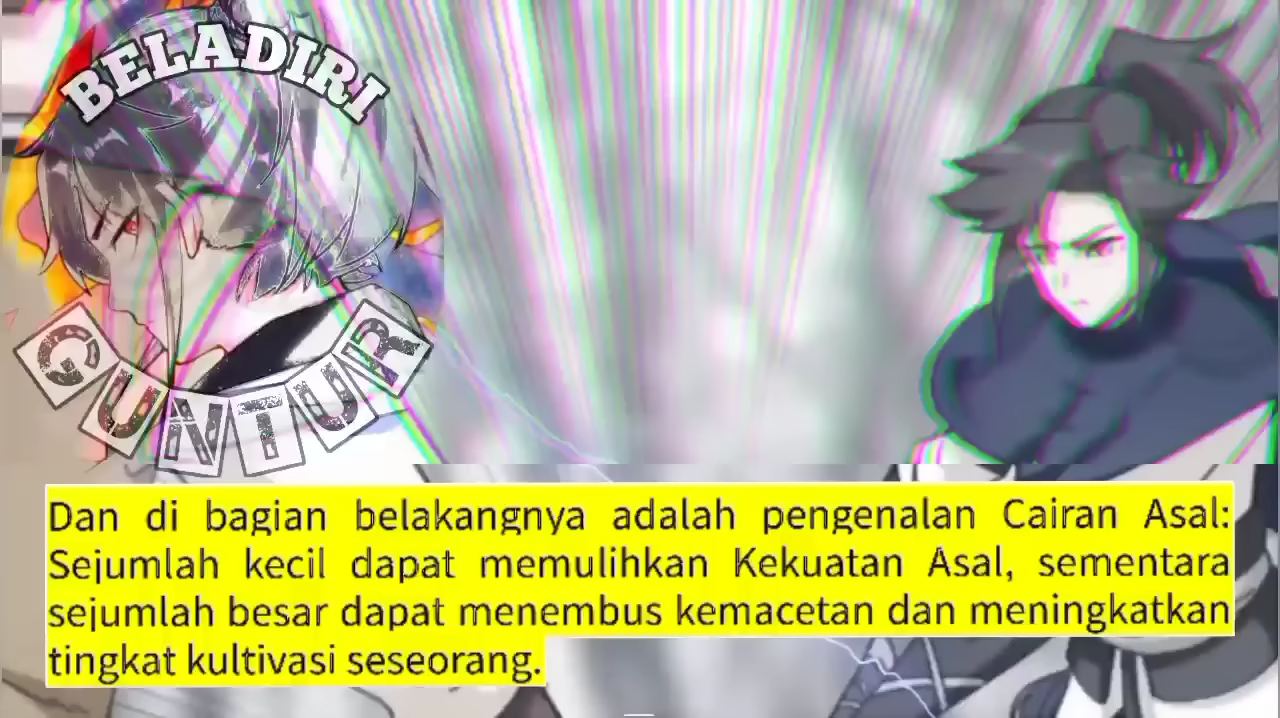 BELADIRI
GUNTUR
Dan di bagian belakangnya adalah pengenalan Cairan Asal:
Sejumlah kecil dapat memulihkan Kekuatan Asal, sementara
sejumlah besar dapat menembus kemacetan dan meningkatkan
tingkat kultivasi seseorang.